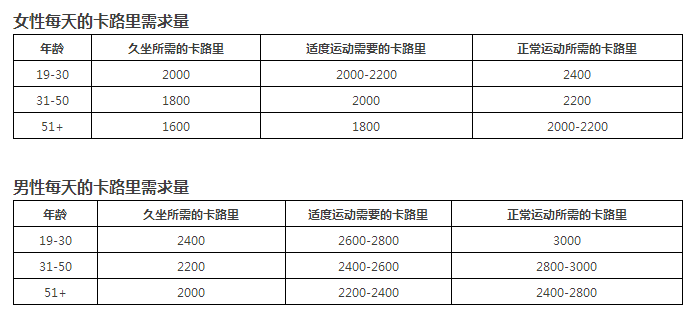 女性每天的卡路里需求量
年龄 久坐所需的卡路里 适度运动需要的卡路里 正常运动所需的卡路里
19-30 2000 2000-2200 2400
31-50 1800 2000 2200
51+ 1600 1800 2000-2200
男性每天的卡路里需求量
年龄 久坐所需的卡路里 适度运动需要的卡路里 正常运动所需的卡路里
19-30 2400 2600-2800 3000
31-50 2200 2400-2600 2800-3000
51+ 2000 2200-2400 2400-2800